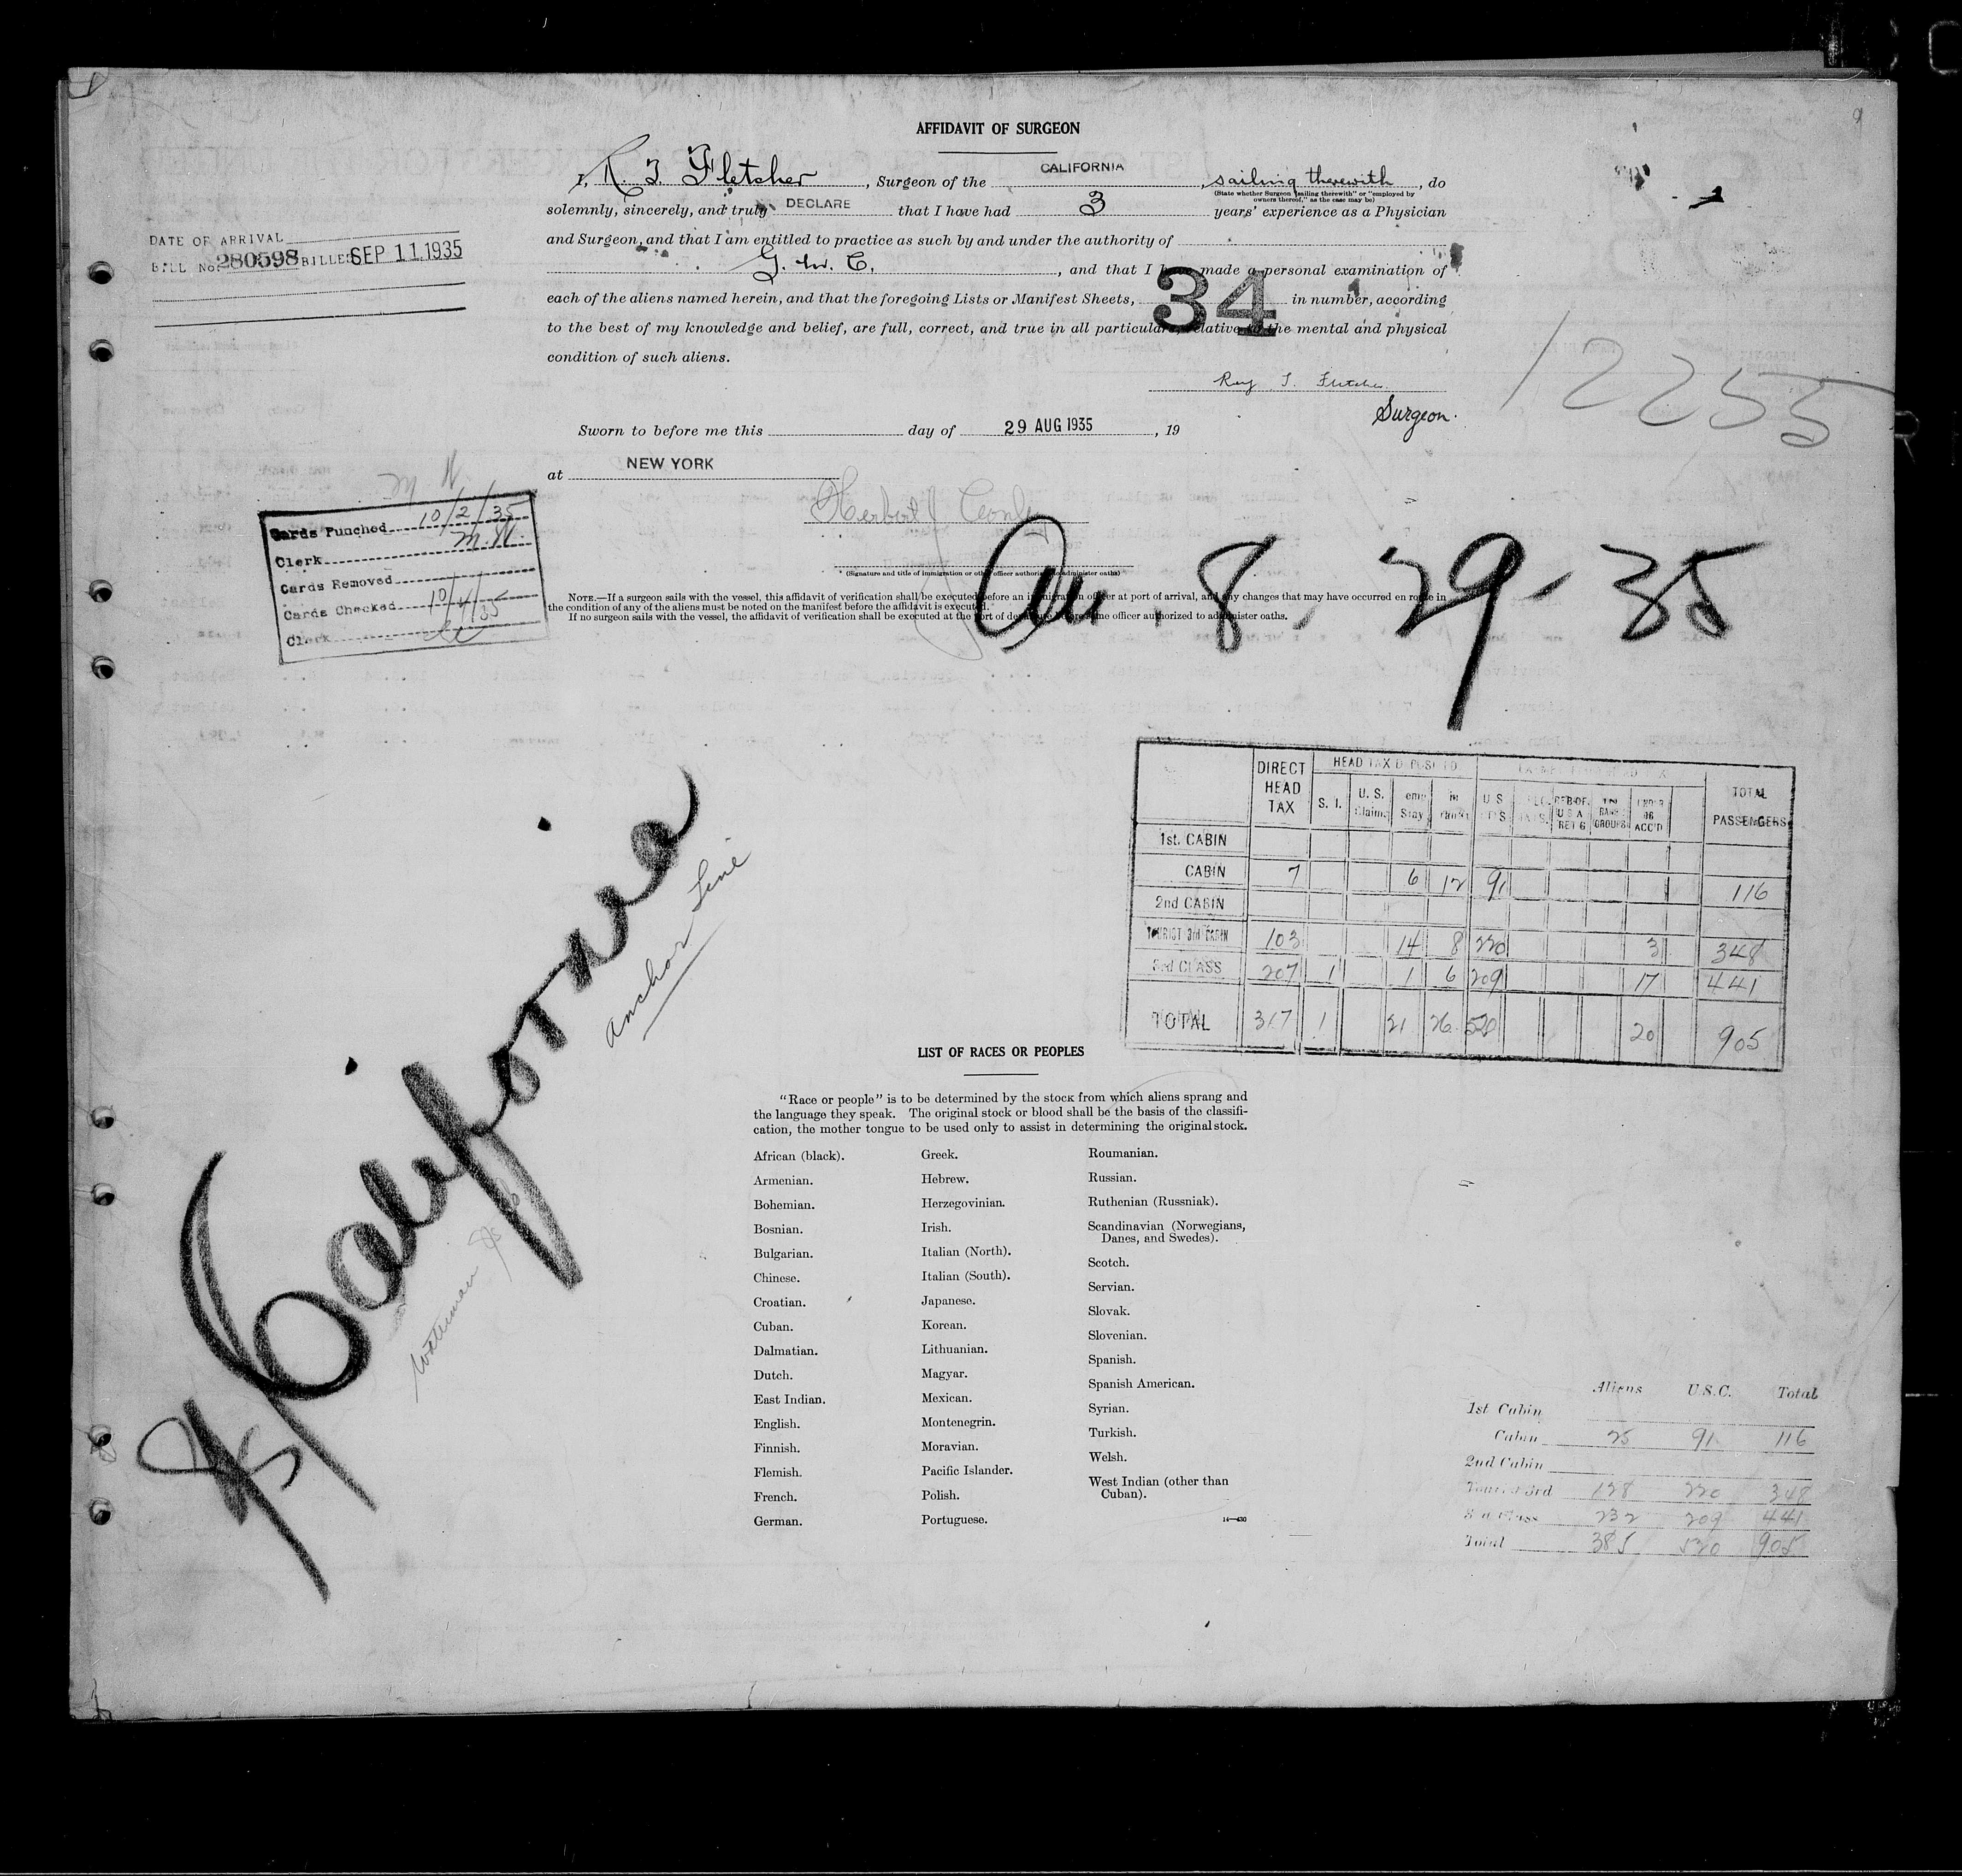 AFFIDAVIT OF SURGEON
I, R. T. Fletcher, Surgeon of the CALIFORNIA, sailing therewith, do
(State whether Surgeon "sailing therewith" or "employed by
owners thereof," as the case may be)
solemnly, sincerely, and truly DECLARE that I have had 3 years' experience as a Physician
and Surgeon, and that I am entitled to practice as such by and under the authority of
, and that I have made a personal examination of
each of the aliens named herein, and that the foregoing Lists or Manifest Sheets, 34 in number, according
to the best of my knowledge and belief, are full, correct, and true in all particulars, relative to the mental and physical
condition of such aliens.
Surgeon.
Sworn to before me this day of 29 AUG 1935, 19
at NEW YORK
* (Signature and title of immigration or other officer authorized to administer oaths)
NOTE.—If a surgeon sails with the vessel, this affidavit of verification shall be executed before an immigration officer at port of arrival, and any changes that may have occurred en route in
the condition of any of the aliens must be noted on the manifest before the affidavit is executed.
If no surgeon sails with the vessel, the affidavit of verification shall be executed at the port of departure before some officer authorized to administer oaths.
DATE OF ARRIVAL
BILL No. 280598 BILLED SEP 11 1935
12255
M W
Cards Punched 10/2/35
Clerk M.W.
Cards Removed
Cards Checked 10/4/35
Clerk
8. 29 - 35
SS California
Anchor Line
DIRECT HEAD TAX
S. I.
U. S. Claims
TOTAL PASSENGERS
1st. CABIN
CABIN 7 6 12 91 116
2nd CABIN
TOURIST 3rd CABIN 103 14 8 220 3 348
3rd CLASS 207 1 1 6 209 17 441
TOTAL 317 1 21 26 520 20 905
LIST OF RACES OR PEOPLES
"Race or people" is to be determined by the stock from which aliens sprang and
the language they speak. The original stock or blood shall be the basis of the classifi-
cation, the mother tongue to be used only to assist in determining the original stock.
African (black).
Armenian.
Bohemian.
Bosnian.
Bulgarian.
Chinese.
Croatian.
Cuban.
Dalmatian.
Dutch.
East Indian.
English.
Finnish.
Flemish.
French.
German.
Greek.
Hebrew.
Herzegovinian.
Irish.
Italian (North).
Italian (South).
Japanese.
Korean.
Lithuanian.
Magyar.
Mexican.
Montenegrin.
Moravian.
Pacific Islander.
Polish.
Portuguese.
Roumanian.
Russian.
Ruthenian (Russniak).
Scandinavian (Norwegians,
Danes, and Swedes).
Scotch.
Servian.
Slovak.
Slovenian.
Spanish.
Spanish American.
Syrian.
Turkish.
Welsh.
West Indian (other than
Cuban).
14—430
Aliens U.S.C. Total
1st Cabin
Cabin 25 91 116
2nd Cabin
Tourist 3rd 128 220 348
3rd Class 232 209 441
Total 385 520 905